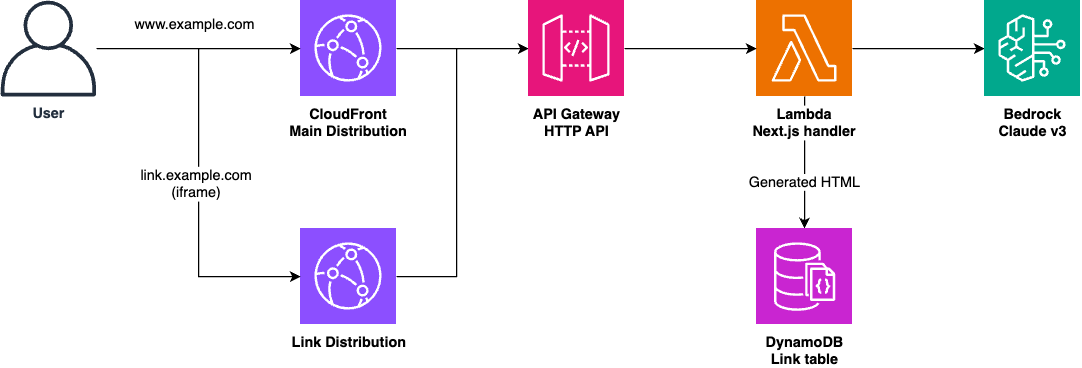 www.example.com
User
CloudFront
Main Distribution
API Gateway
HTTP API
Lambda
Next.js handler
Bedrock
Claude v3
link.example.com
(iframe)
Generated HTML
Link Distribution
DynamoDB
Link table